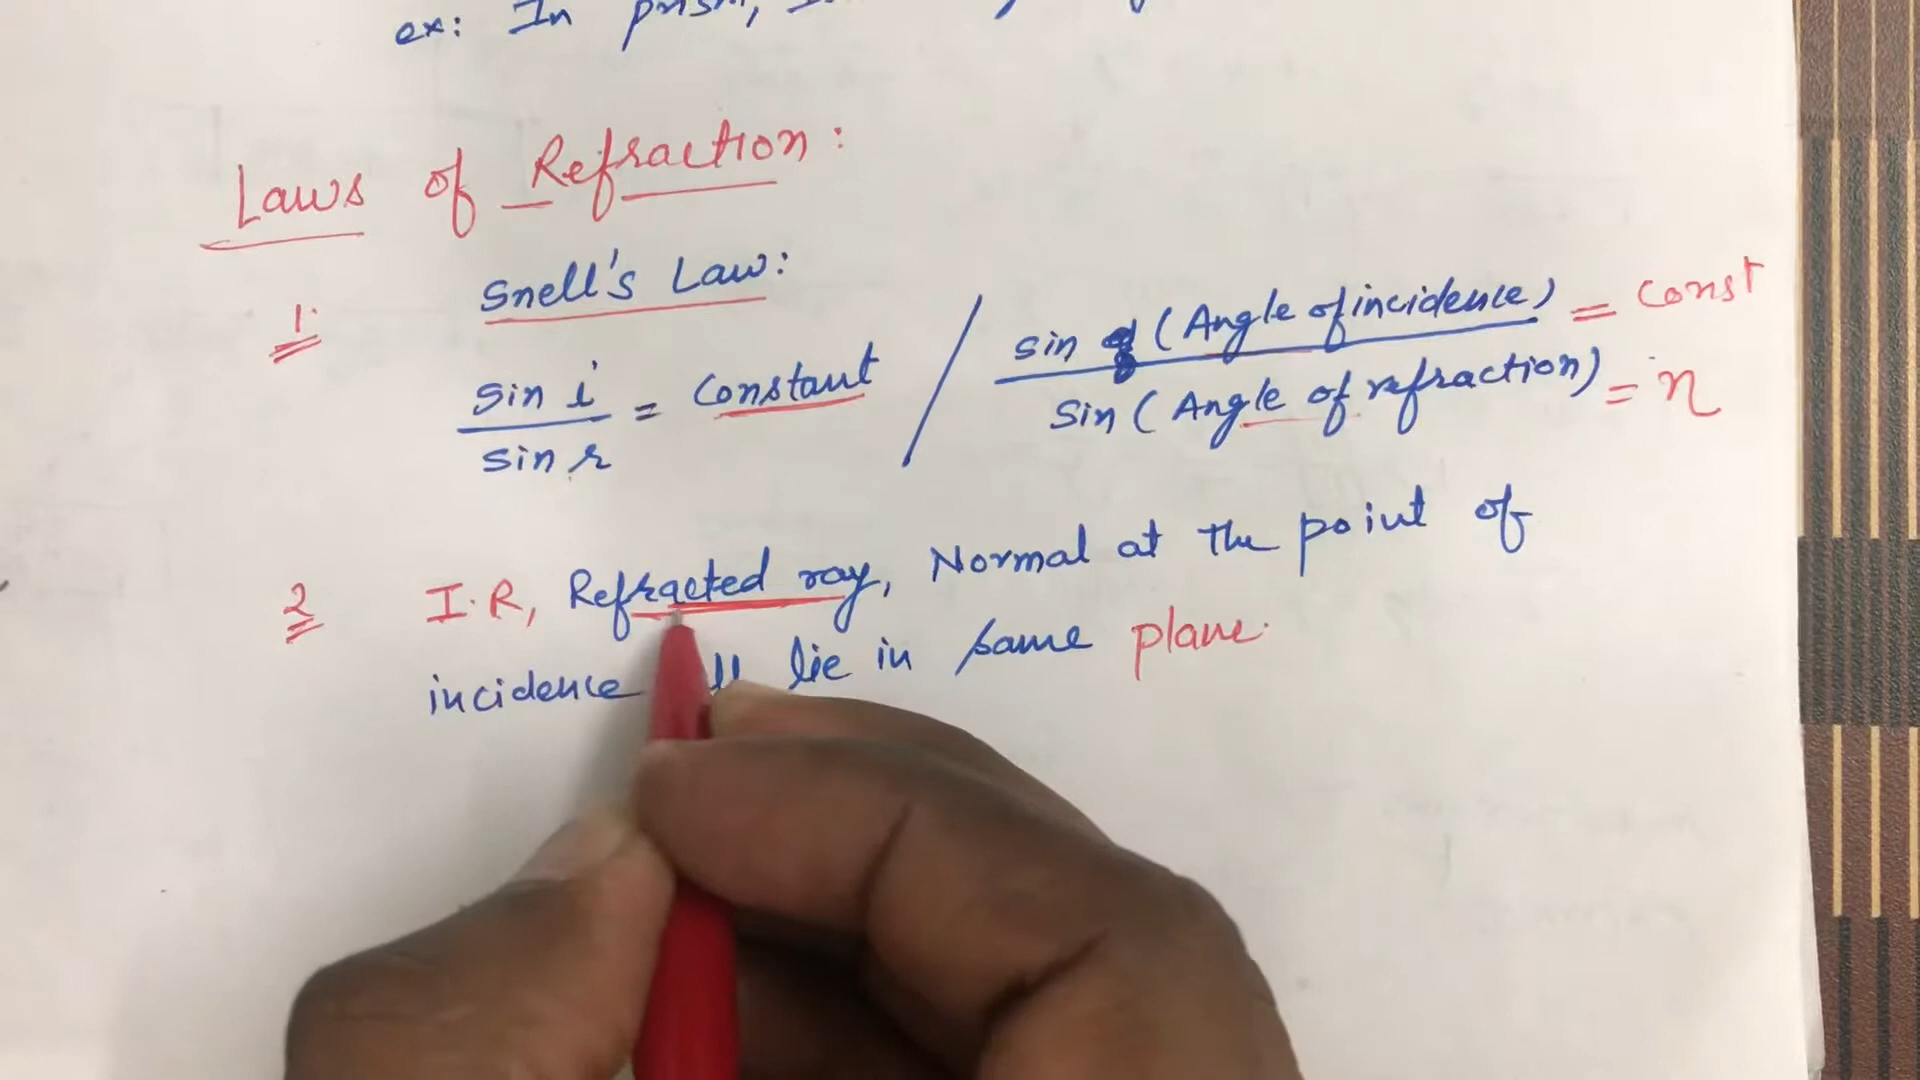 ex: In prism,
Laws of Refraction:
1. Snell's Law:
sin i / sin r = Constant / sin (Angle of incidence) / sin (Angle of refraction) = const = n
2 I.R, Refracted ray, Normal at the point of
incidence lie in same plane.